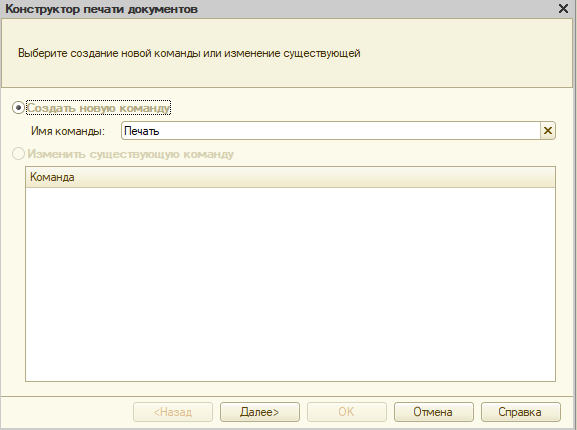 Конструктор печати документов
Выберите создание новой команды или изменение существующей
Создать новую команду
Имя команды: Печать
Изменить существующую команду
Команда
<Назад Далее> ОК Отмена Справка